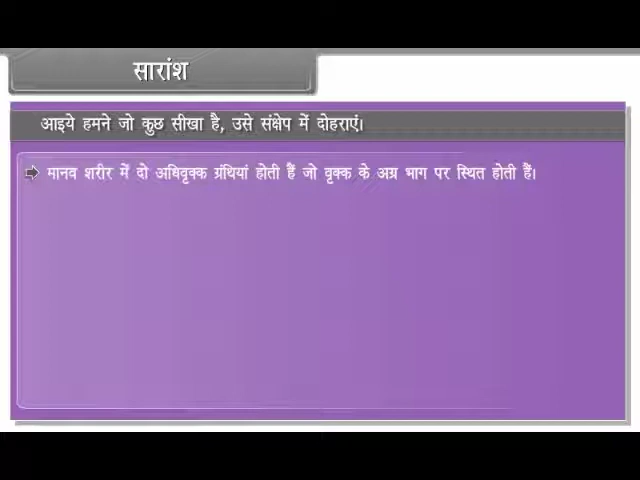 सारांश
आइये हमने जो कुछ सीखा है, उसे संक्षेप में दोहराएं।
मानव शरीर में दो अधिवृक्क ग्रंथियां होती हैं जो वृक्क के अग्र भाग पर स्थित होती हैं।